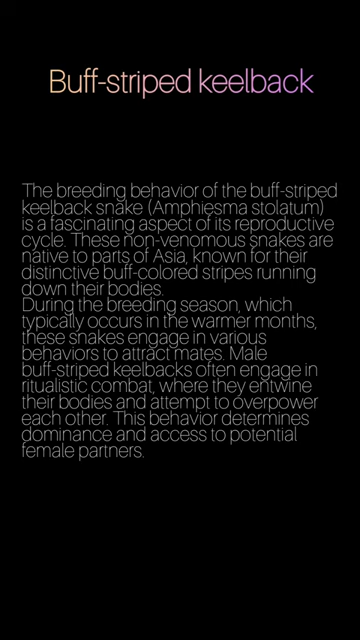 Buff-striped keelback
The breeding behavior of the buff-striped
keelback snake (Amphiesma stolatum)
is a fascinating aspect of its reproductive
cycle. These non-venomous snakes are
native to parts of Asia, known for their
distinctive buff-colored stripes running
down their bodies.
During the breeding season, which
typically occurs in the warmer months,
these snakes engage in various
behaviors to attract mates. Male
buff-striped keelbacks often engage in
ritualistic combat, where they entwine
their bodies and attempt to overpower
each other. This behavior determines
dominance and access to potential
female partners.